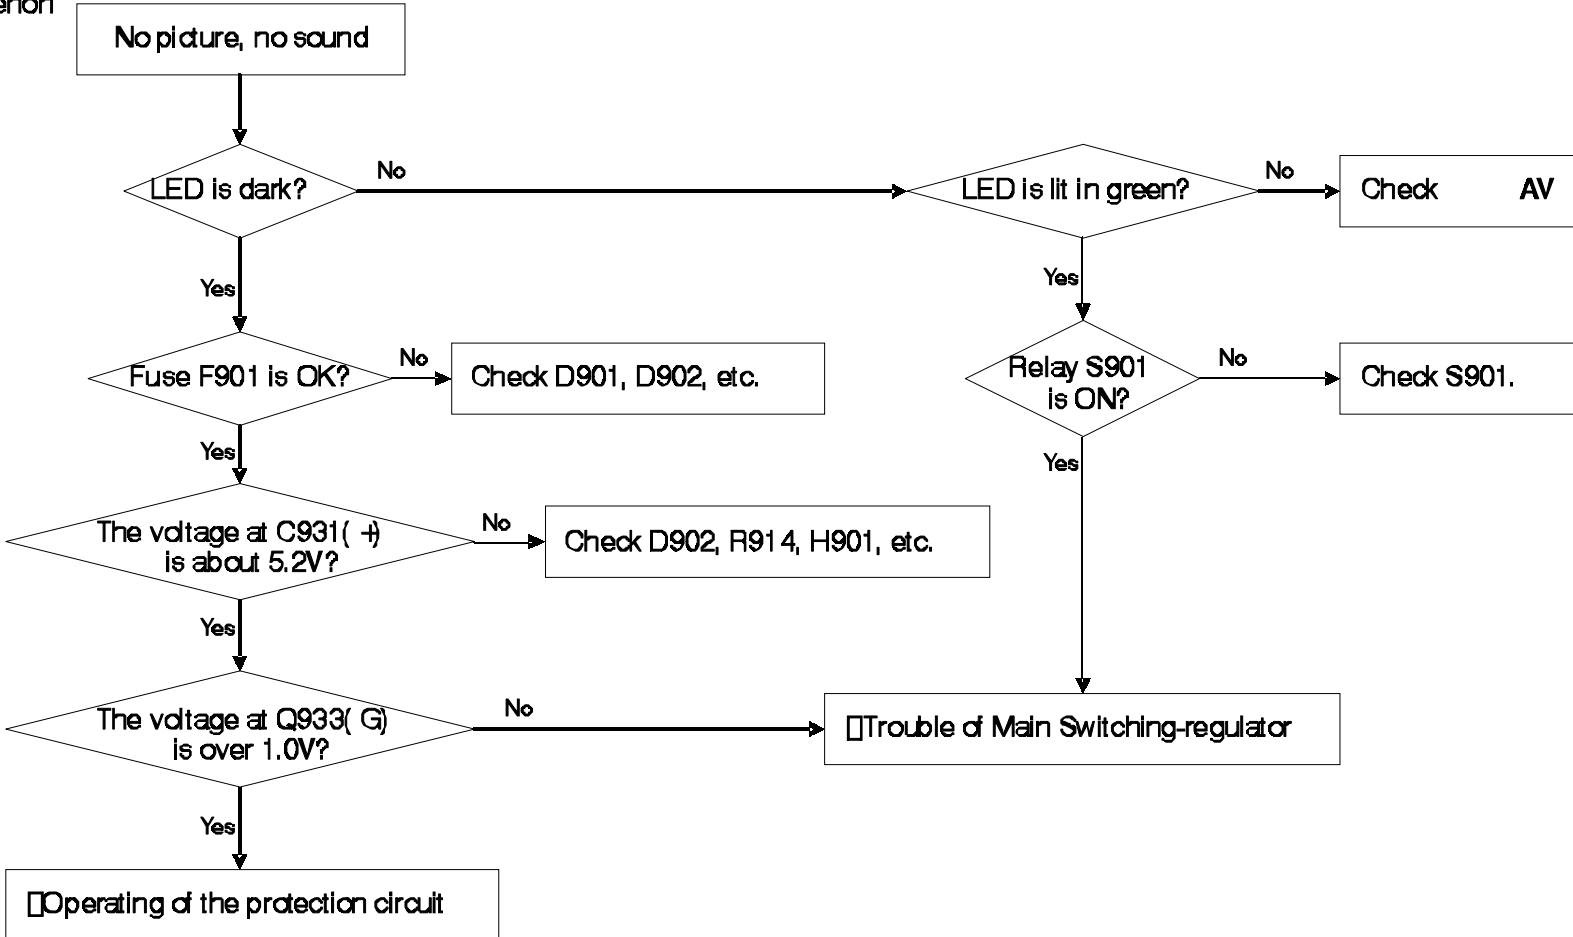 No picture, no sound
LED is dark?
No
LED is lit in green?
No
Check AV
Yes
Yes
Fuse F901 is OK?
No
Check D901, D902, etc.
Relay S901
is ON?
No
Check S901.
Yes
Yes
The voltage at C931( +)
is about 5.2V?
No
Check D902, R914, H901, etc.
Yes
The voltage at Q933( G)
is over 1.0V?
No
▯Trouble of Main Switching-regulator
Yes
▯Operating of the protection circuit